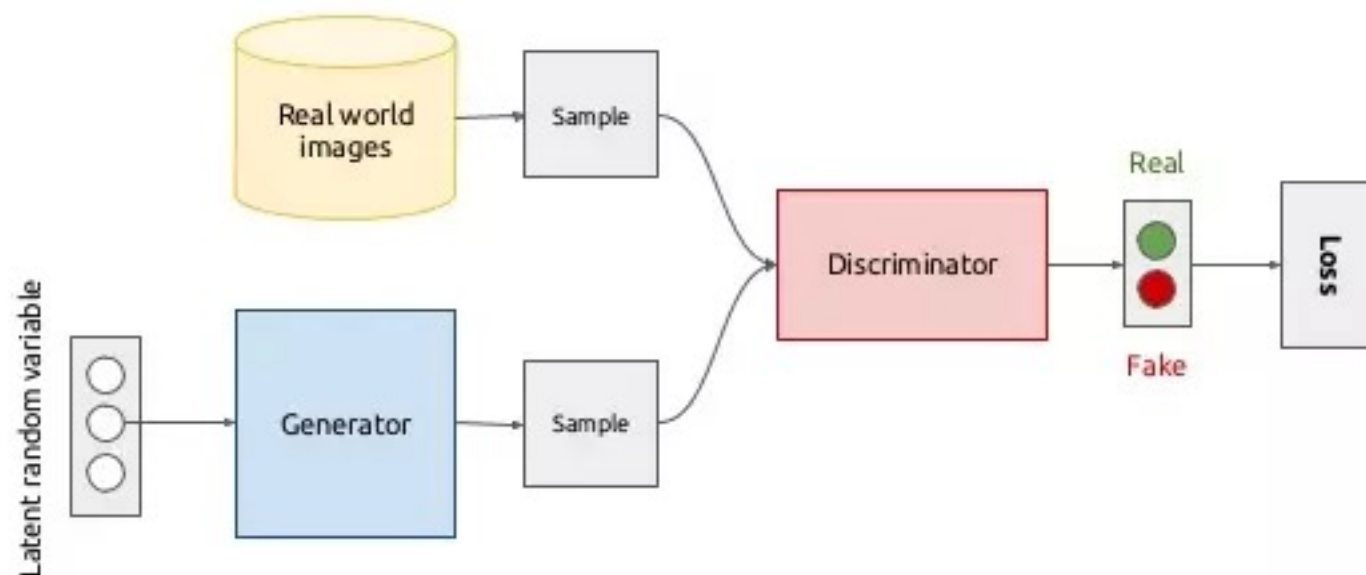 Real world
images
Sample
Real
Discriminator
Loss
Fake
Latent random variable
Generator
Sample